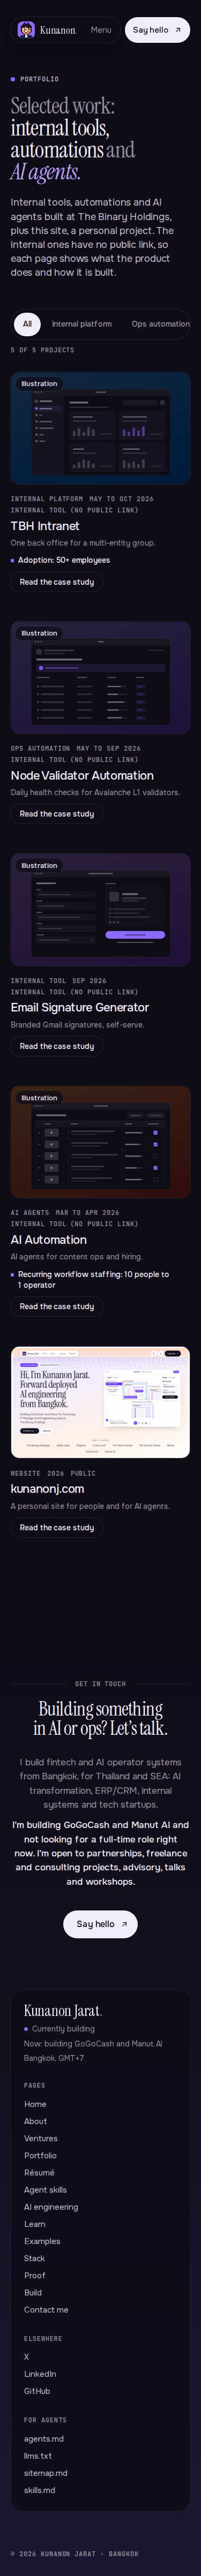 Kunanon.
Menu
Say hello
PORTFOLIO
Selected work:
internal tools,
automations and
AI agents.
Internal tools, automations and AI
agents built at The Binary Holdings,
plus this site, a personal project. The
internal ones have no public link, so
each page shows what the product
does and how it is built.
All
Internal platform
Ops automation
5 OF 5 PROJECTS
Illustration
INTERNAL PLATFORM MAY TO OCT 2026
INTERNAL TOOL (NO PUBLIC LINK)
TBH Intranet
One back office for a multi-entity group.
Adoption: 50+ employees
Read the case study
Illustration
OPS AUTOMATION MAY TO SEP 2026
INTERNAL TOOL (NO PUBLIC LINK)
Node Validator Automation
Daily health checks for Avalanche L1 validators.
Read the case study
Illustration
INTERNAL TOOL SEP 2026
INTERNAL TOOL (NO PUBLIC LINK)
Email Signature Generator
Branded Gmail signatures, self-serve.
Read the case study
Illustration
AI AGENTS MAR TO APR 2026
INTERNAL TOOL (NO PUBLIC LINK)
AI Automation
AI agents for content ops and hiring.
Recurring workflow staffing: 10 people to
1 operator
Read the case study
Hi, I'm Kunanon Jarat.
Forward deployed
AI engineering
from Bangkok.
WEBSITE 2026 PUBLIC
kunanonj.com
A personal site for people and for AI agents.
Read the case study
GET IN TOUCH
Building something
in AI or ops? Let's talk.
I build fintech and AI operator systems
from Bangkok, for Thailand and SEA: AI
transformation, ERP/CRM, internal
systems and tech startups.
I'm building GoGoCash and Manut AI and
not looking for a full-time role right
now. I'm open to partnerships, freelance
and consulting projects, advisory, talks
and workshops.
Say hello
Kunanon Jarat.
Currently building
Now: building GoGoCash and Manut AI
Bangkok, GMT+7
PAGES
Home
About
Ventures
Portfolio
Résumé
Agent skills
AI engineering
Learn
Examples
Stack
Proof
Build
Contact me
ELSEWHERE
X
LinkedIn
GitHub
FOR AGENTS
agents.md
llms.txt
sitemap.md
skills.md
© 2026 KUNANON JARAT · BANGKOK